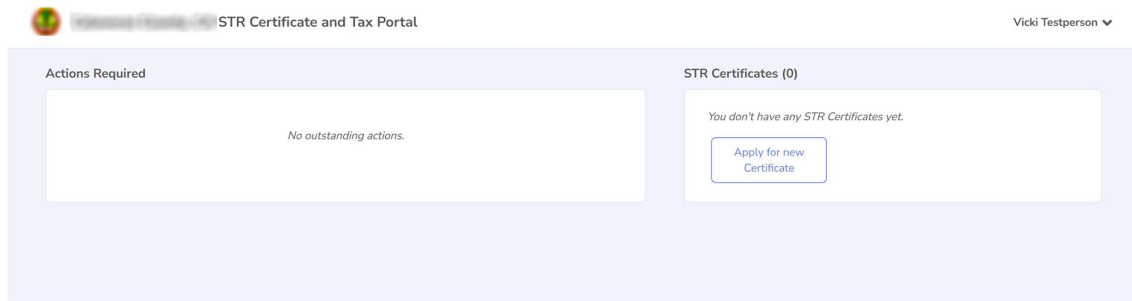 STR Certificate and Tax Portal
Vicki Testperson
Actions Required
No outstanding actions.
STR Certificates (0)
You don't have any STR Certificates yet.
Apply for new
Certificate